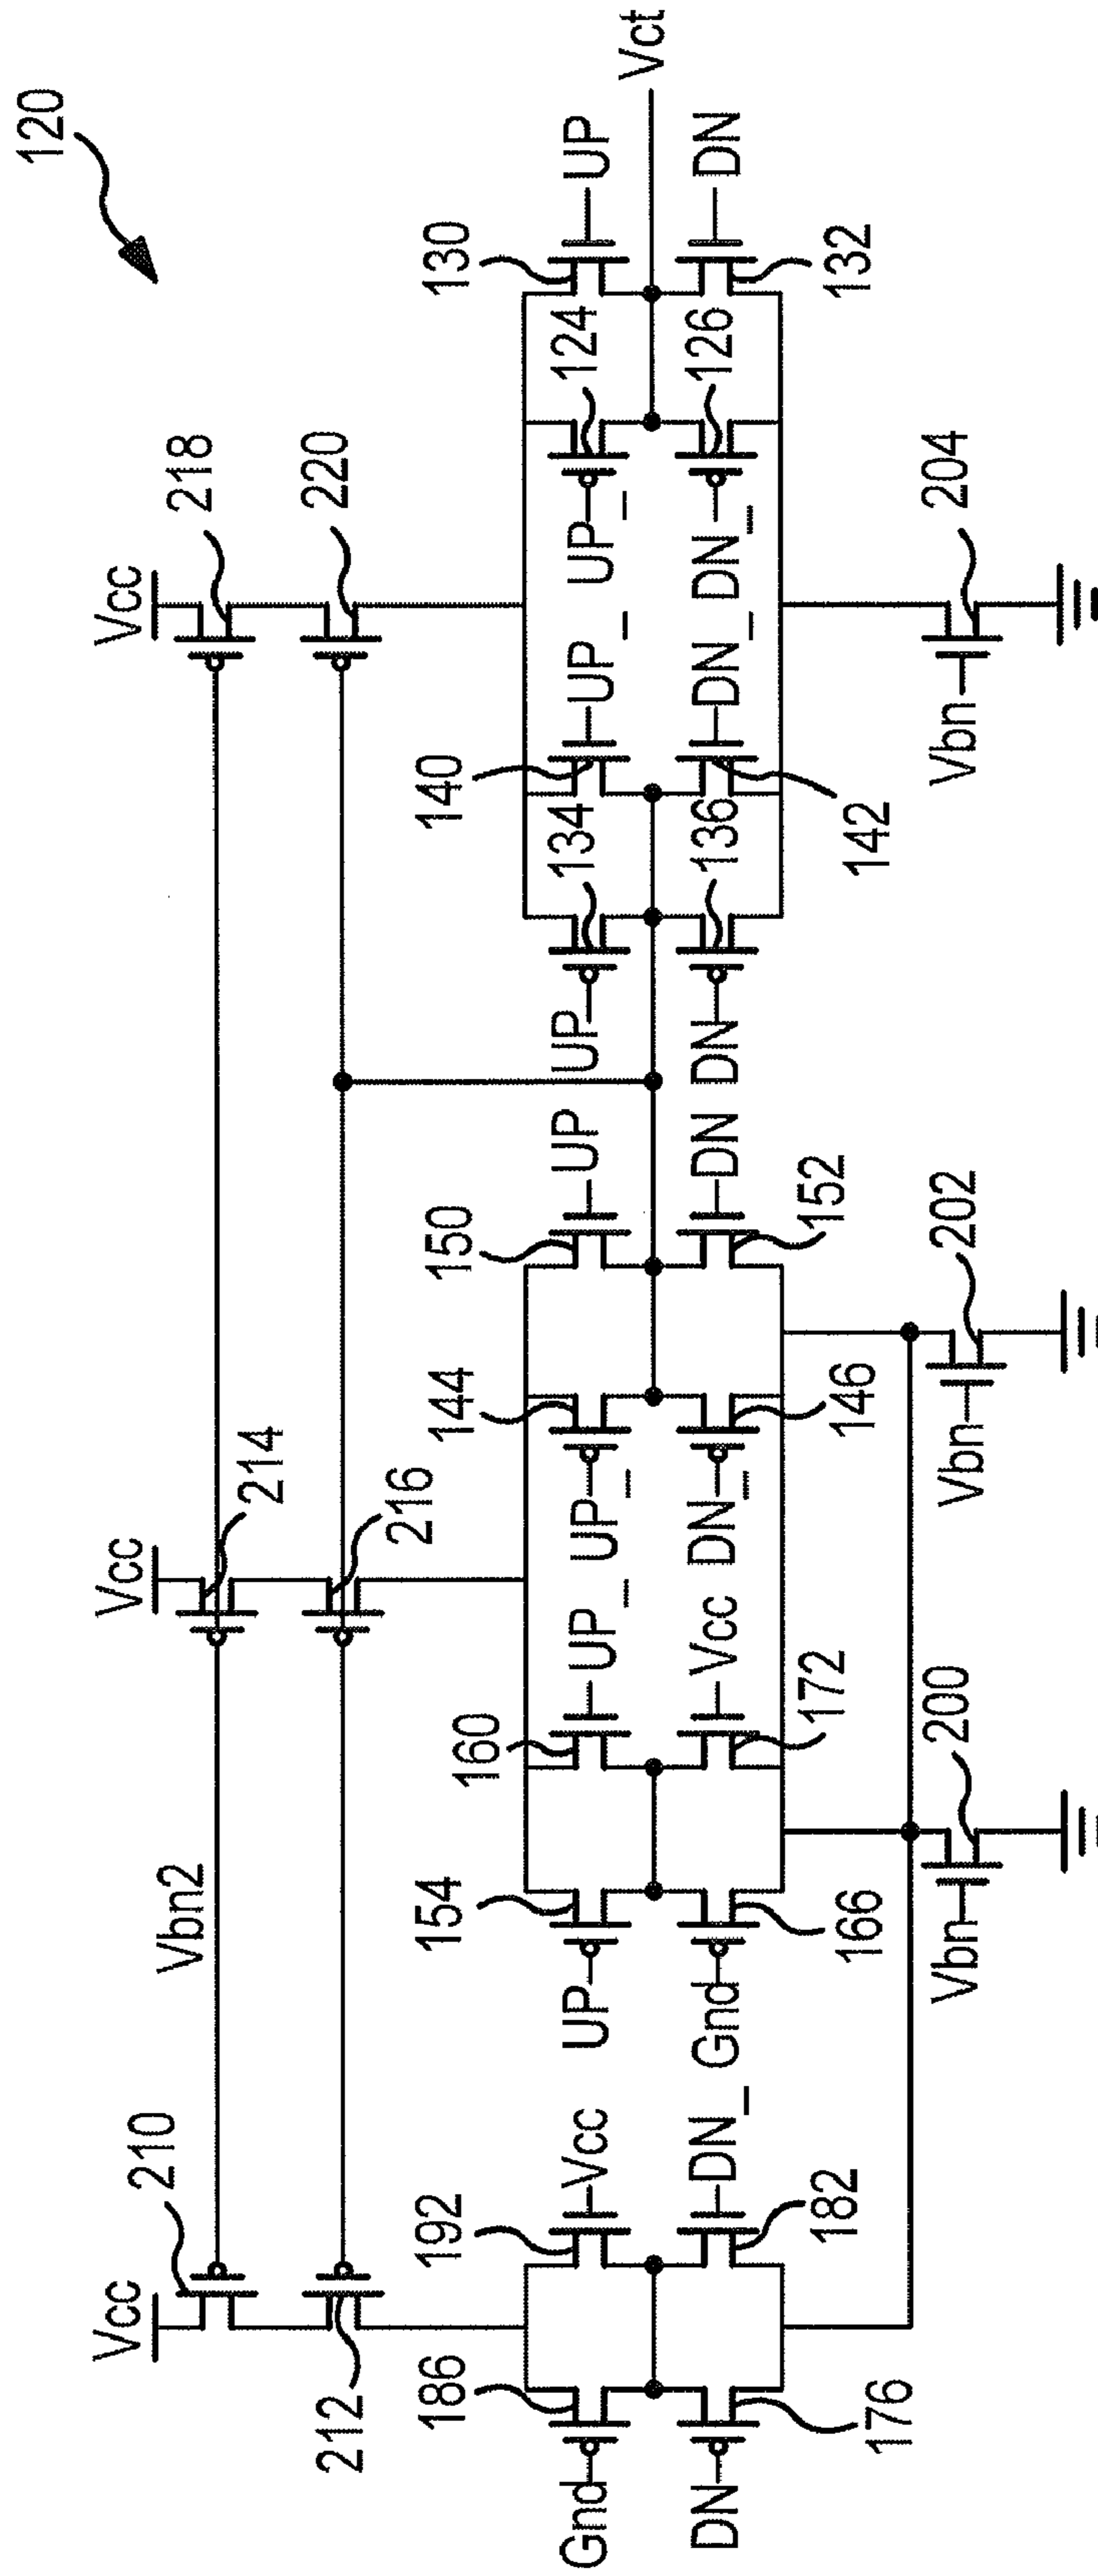 120
Vcc
Vcc
Vcc
210
214
218
Vbn2
212
216
220
186
192
154
160
144
150
134
140
124
130
Gnd
Vcc
UP
UP_
UP_
UP
UP
UP_
UP_
UP
Vct
DN
DN_
Gnd
Vcc
DN_
DN
DN
DN_
DN_
DN
176
182
166
172
146
152
136
142
126
132
Vbn
200
Vbn
202
Vbn
204